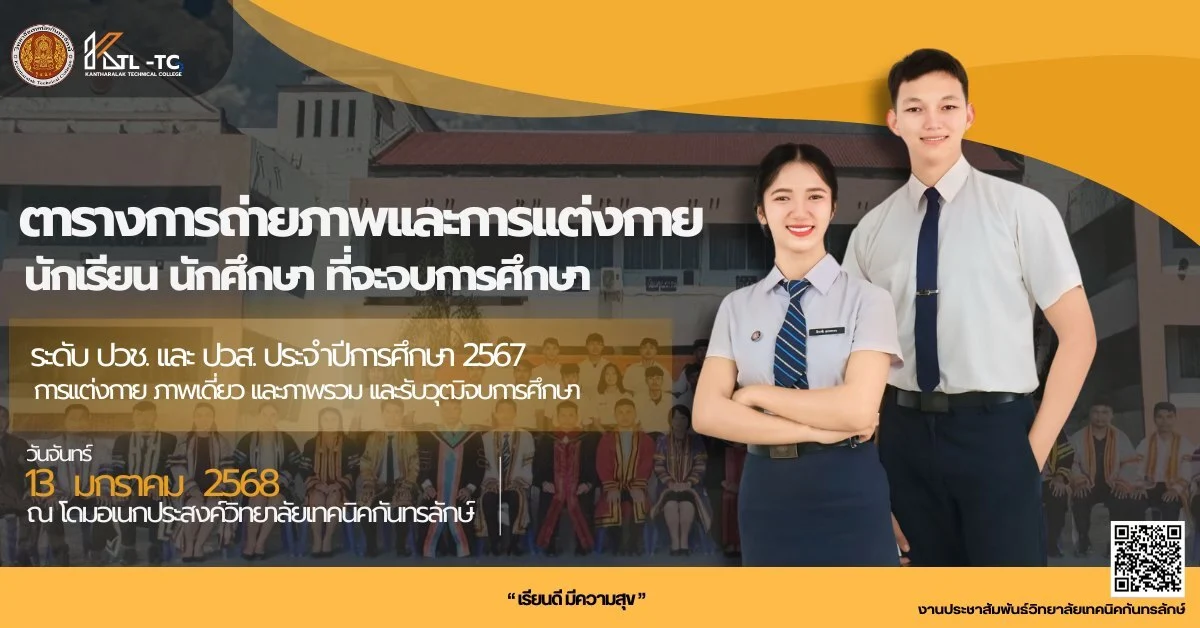 KTL -TC
KANTHARALAK TECHNICAL COLLEGE
ตารางการถ่ายภาพและการแต่งกาย
นักเรียน นักศึกษา ที่จะจบการศึกษา
ระดับ ปวช. และ ปวส. ประจำปีการศึกษา 2567
การแต่งกาย ภาพเดี่ยว และภาพรวม และรับวุฒิจบการศึกษา
วันจันทร์
13 มกราคม 2568
ณ โดมอเนกประสงค์วิทยาลัยเทคนิคกันทรลักษ์
“ เรียนดี มีความสุข ”
งานประชาสัมพันธ์วิทยาลัยเทคนิคกันทรลักษ์